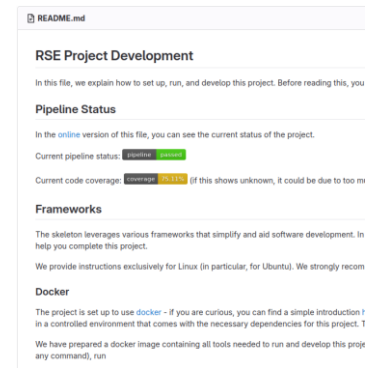 README.md
RSE Project Development
In this file, we explain how to set up, run, and develop this project. Before reading this, you
Pipeline Status
In the online version of this file, you can see the current status of the project.
Current pipeline status: pipeline passed
Current code coverage: coverage (if this shows unknown, it could be due to too mu
Frameworks
The skeleton leverages various frameworks that simplify and aid software development. In
help you complete this project.
We provide instructions exclusively for Linux (in particular, for Ubuntu). We strongly recom
Docker
The project is set up to use docker - if you are curious, you can find a simple introduction h
in a controlled environment that comes with the necessary dependencies for this project. T
We have prepared a docker image containing all tools needed to run and develop this proje
any command), run